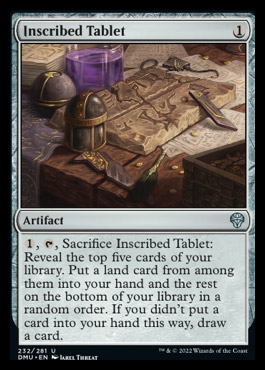 Inscribed Tablet 1
Artifact
1, T, Sacrifice Inscribed Tablet:
Reveal the top five cards of your
library. Put a land card from among
them into your hand and the rest
on the bottom of your library in a
random order. If you didn't put a
card into your hand this way, draw
a card.
232/281 U
DMU • EN JAREL THREAT
™ & © 2022 Wizards of the Coast